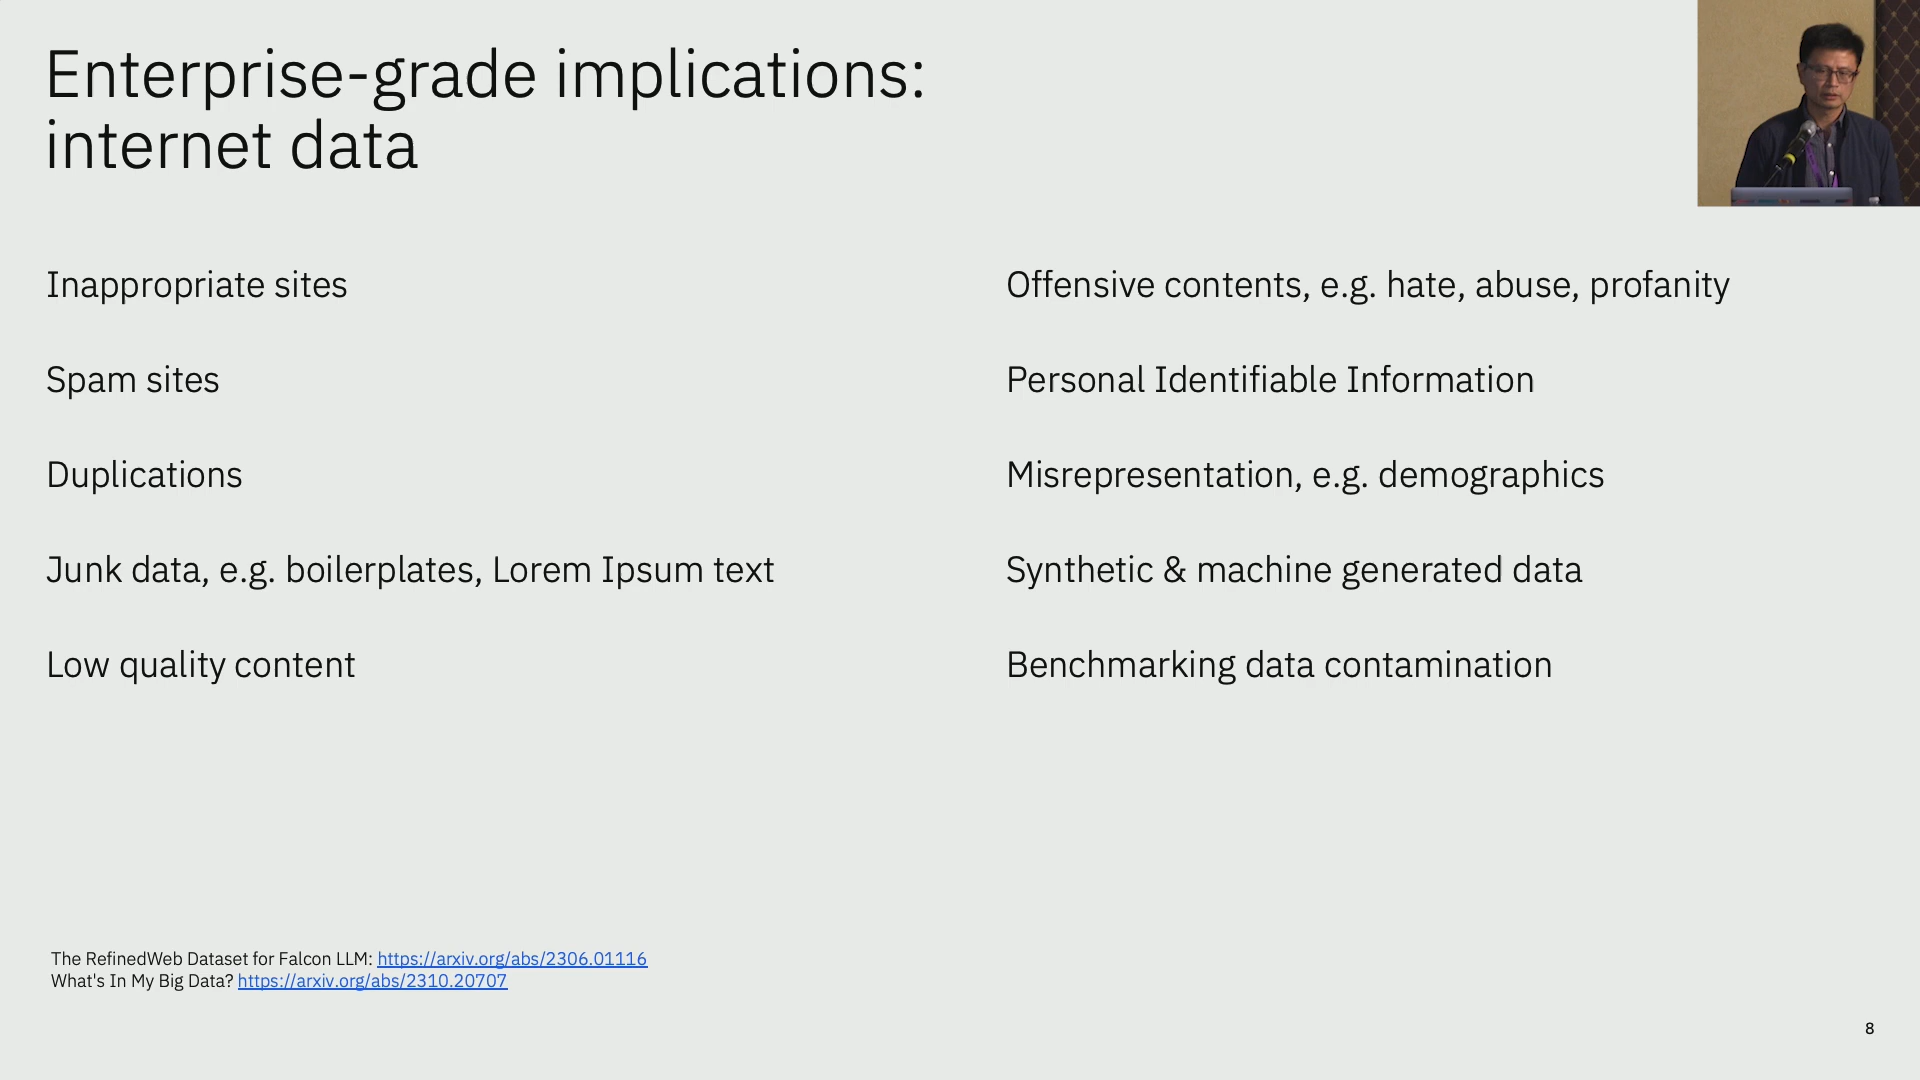 Enterprise-grade implications:
internet data
Inappropriate sites
Spam sites
Duplications
Junk data, e.g. boilerplates, Lorem Ipsum text
Low quality content
Offensive contents, e.g. hate, abuse, profanity
Personal Identifiable Information
Misrepresentation, e.g. demographics
Synthetic & machine generated data
Benchmarking data contamination
The RefinedWeb Dataset for Falcon LLM: https://arxiv.org/abs/2306.01116
What's In My Big Data? https://arxiv.org/abs/2310.20707
8